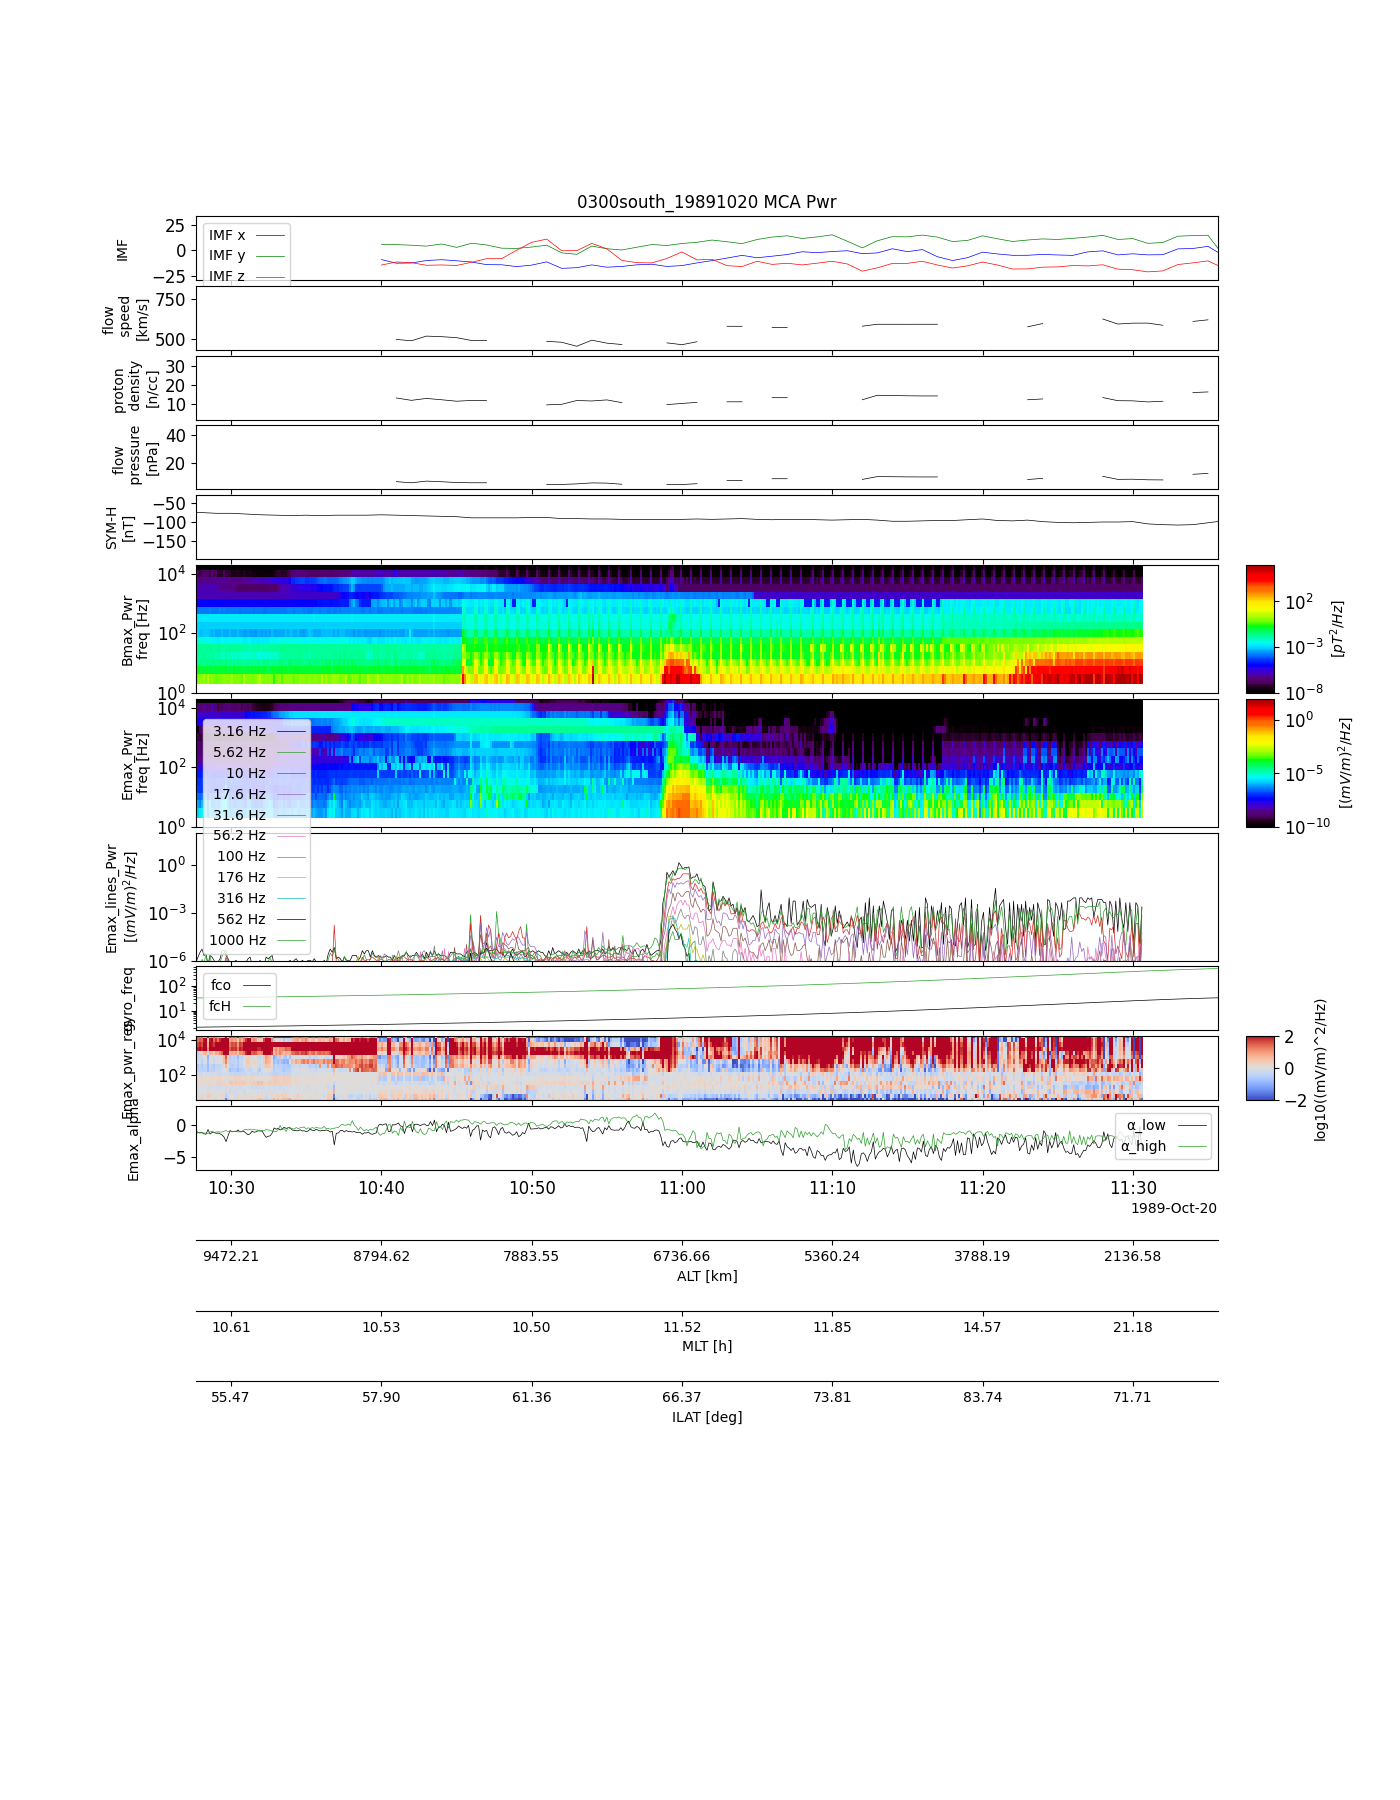 0300south_19891020 MCA Pwr
IMF
25
0
−25
IMF x
IMF y
IMF z
flow
speed
[km/s]
750
500
proton
density
[n/cc]
30
20
10
flow
pressure
[nPa]
40
20
SYM-H
[nT]
−50
−100
−150
Bmax_Pwr
freq [Hz]
10^4
10^2
10^0
10^2
10^−3
10^−8
[pT^2/Hz]
Emax_Pwr
freq [Hz]
10^4
10^2
10^0
10^0
10^−5
10^−10
[(mV/m)^2/Hz]
3.16 Hz
5.62 Hz
10 Hz
17.6 Hz
31.6 Hz
56.2 Hz
100 Hz
176 Hz
316 Hz
562 Hz
1000 Hz
Emax_lines_Pwr
[(mV/m)^2/Hz]
10^0
10^−3
10^−6
gyro_freq
10^2
10^1
fco
fcH
Emax_pwr_reg
10^4
10^2
2
0
−2
log10((mV/m)^2/Hz)
Emax_alpha
0
−5
α_low
α_high
10:30 10:40 10:50 11:00 11:10 11:20 11:30
1989-Oct-20
9472.21 8794.62 7883.55 6736.66 5360.24 3788.19 2136.58
ALT [km]
10.61 10.53 10.50 11.52 11.85 14.57 21.18
MLT [h]
55.47 57.90 61.36 66.37 73.81 83.74 71.71
ILAT [deg]